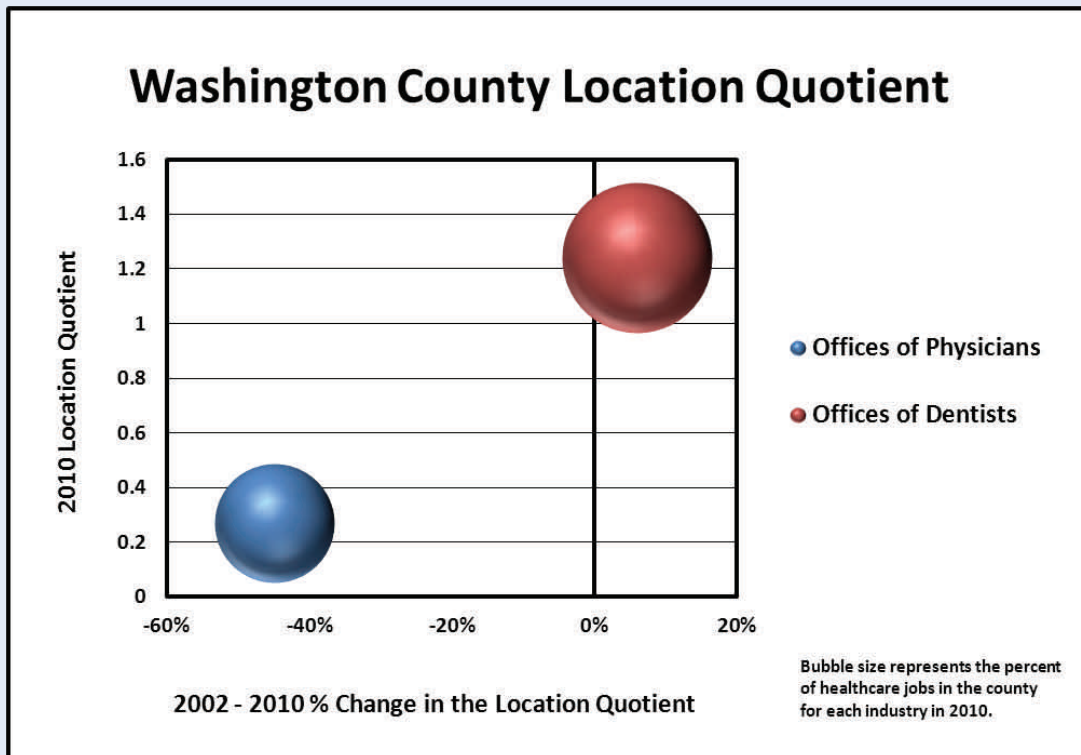 Washington County Location Quotient
1.6
1.4
1.2
1
0.8
0.6
0.4
0.2
0
2010 Location Quotient
-60%
-40%
-20%
0%
20%
2002 - 2010 % Change in the Location Quotient
Offices of Physicians
Offices of Dentists
Bubble size represents the percent
of healthcare jobs in the county
for each industry in 2010.